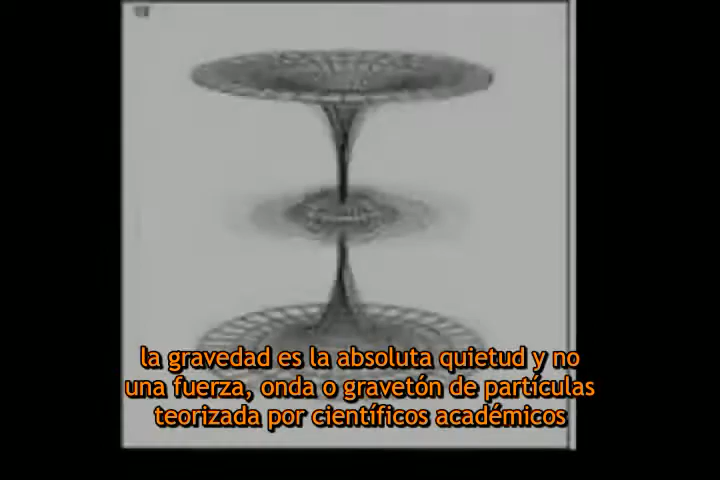 la gravedad es la absoluta quietud y no
una fuerza, onda o gravetón de partículas
teorizada por científicos académicos